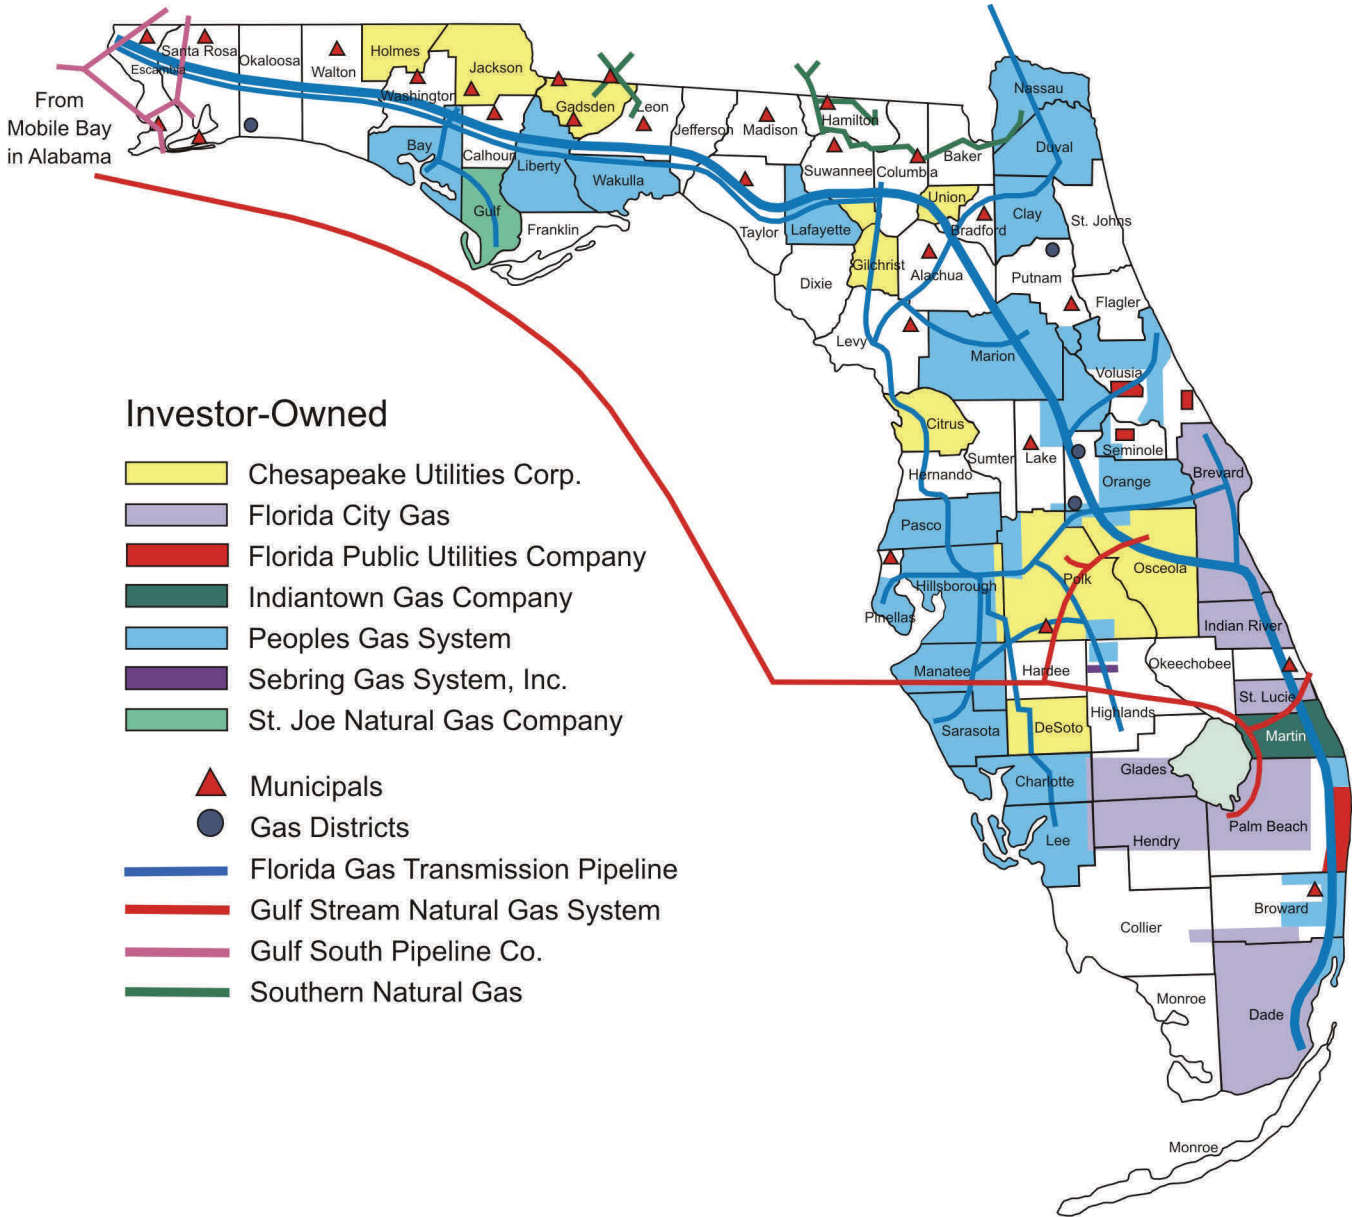 Escambia
Santa Rosa
Okaloosa
Walton
Holmes
Washington
Jackson
Bay
Calhoun
Gulf
Gadsden
Liberty
Franklin
Leon
Wakulla
Jefferson
Madison
Taylor
Hamilton
Suwannee
Lafayette
Dixie
Columbia
Baker
Union
Bradford
Gilchrist
Alachua
Levy
Nassau
Duval
Clay
St. Johns
Putnam
Flagler
Marion
Volusia
Citrus
Sumter
Lake
Hernando
Seminole
Orange
Brevard
Pasco
Hillsborough
Pinellas
Polk
Osceola
Indian River
Manatee
Hardee
Okeechobee
St. Lucie
Highlands
Sarasota
DeSoto
Martin
Charlotte
Glades
Palm Beach
Lee
Hendry
Broward
Collier
Monroe
Dade
Monroe
From
Mobile Bay
in Alabama
Investor-Owned
Chesapeake Utilities Corp.
Florida City Gas
Florida Public Utilities Company
Indiantown Gas Company
Peoples Gas System
Sebring Gas System, Inc.
St. Joe Natural Gas Company
Municipals
Gas Districts
Florida Gas Transmission Pipeline
Gulf Stream Natural Gas System
Gulf South Pipeline Co.
Southern Natural Gas